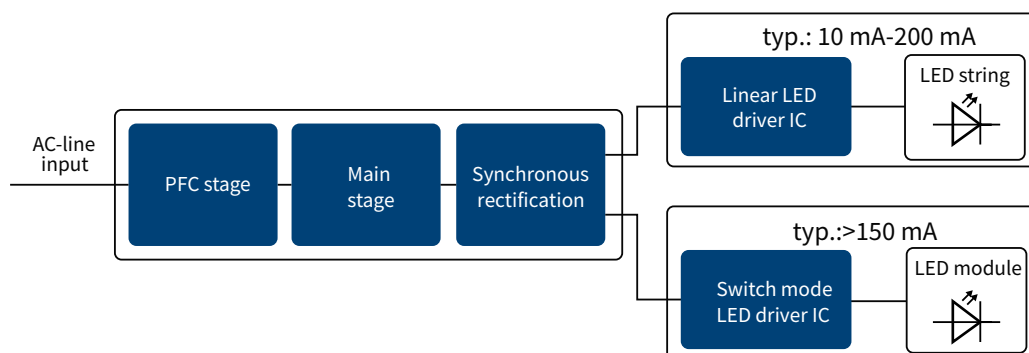 typ.: 10 mA-200 mA
Linear LED
driver IC
LED string
AC-line
input
PFC stage
Main
stage
Synchronous
rectification
typ.:>150 mA
Switch mode
LED driver IC
LED module